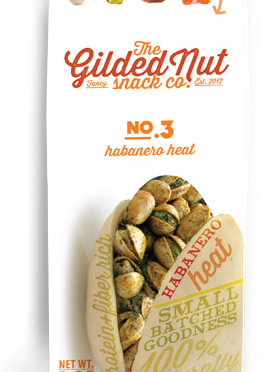 The
Gilded Nut
Fancy snack co. Est. 2012
NO.3
habanero heat
HABANERO
heat
protein+fiber rich
SMALL
BATCHED
GOODNESS
100%
NET WT.